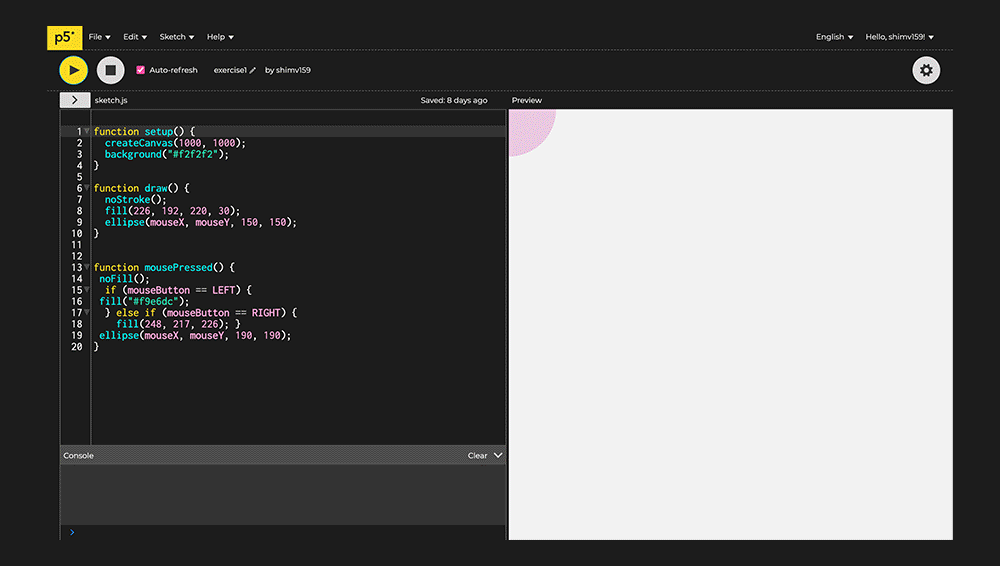 p5* File Edit Sketch Help English Hello, shimv159!
Auto-refresh exercise1 by shimv159
> sketch.js Saved: 8 days ago Preview
1 function setup() {
2 createCanvas(1000, 1000);
3 background("#f2f2f2");
4 }
5
6 function draw() {
7 noStroke();
8 fill(226, 192, 220, 30);
9 ellipse(mouseX, mouseY, 150, 150);
10 }
11
12
13 function mousePressed() {
14 noFill();
15 if (mouseButton == LEFT) {
16 fill("#f9e6dc");
17 } else if (mouseButton == RIGHT) {
18 fill(248, 217, 226); }
19 ellipse(mouseX, mouseY, 190, 190);
20 }
Console Clear
>